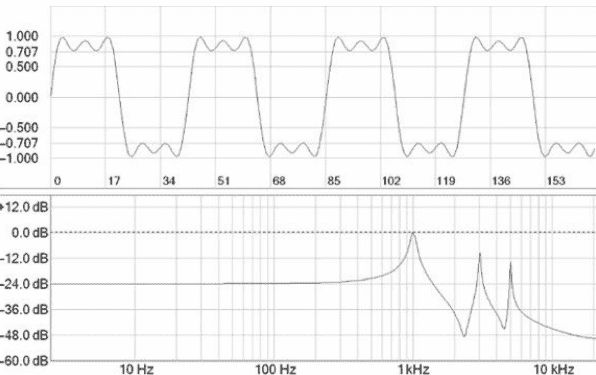 1.000
0.707
0.500
0.000
-0.500
-0.707
-1.000
0 17 34 51 68 85 102 119 136 153
+12.0 dB
0.0 dB
-12.0 dB
-24.0 dB
-36.0 dB
-48.0 dB
-60.0 dB
10 Hz 100 Hz 1kHz 10 kHz